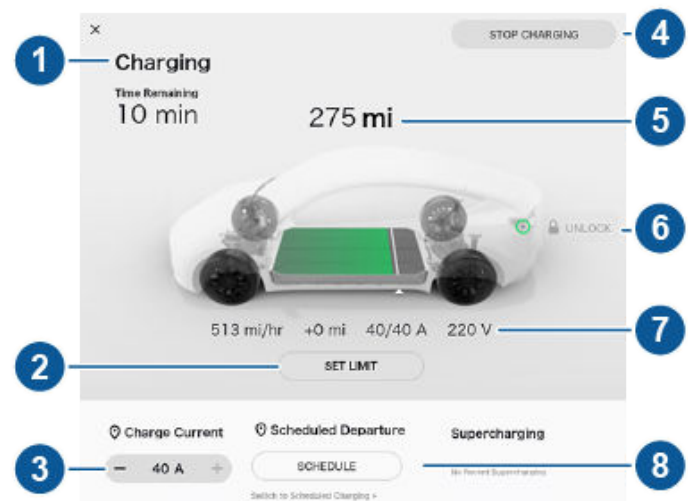 ×
STOP CHARGING
4
1
Charging
Time Remaining
10 min
275 mi
5
UNLOCK
6
513 mi/hr +0 mi 40/40 A 220 V
7
2
SET LIMIT
Charge Current
Scheduled Departure
Supercharging
3
− 40 A +
SCHEDULE
No Recent Supercharging
8
Switch to Scheduled Charging >